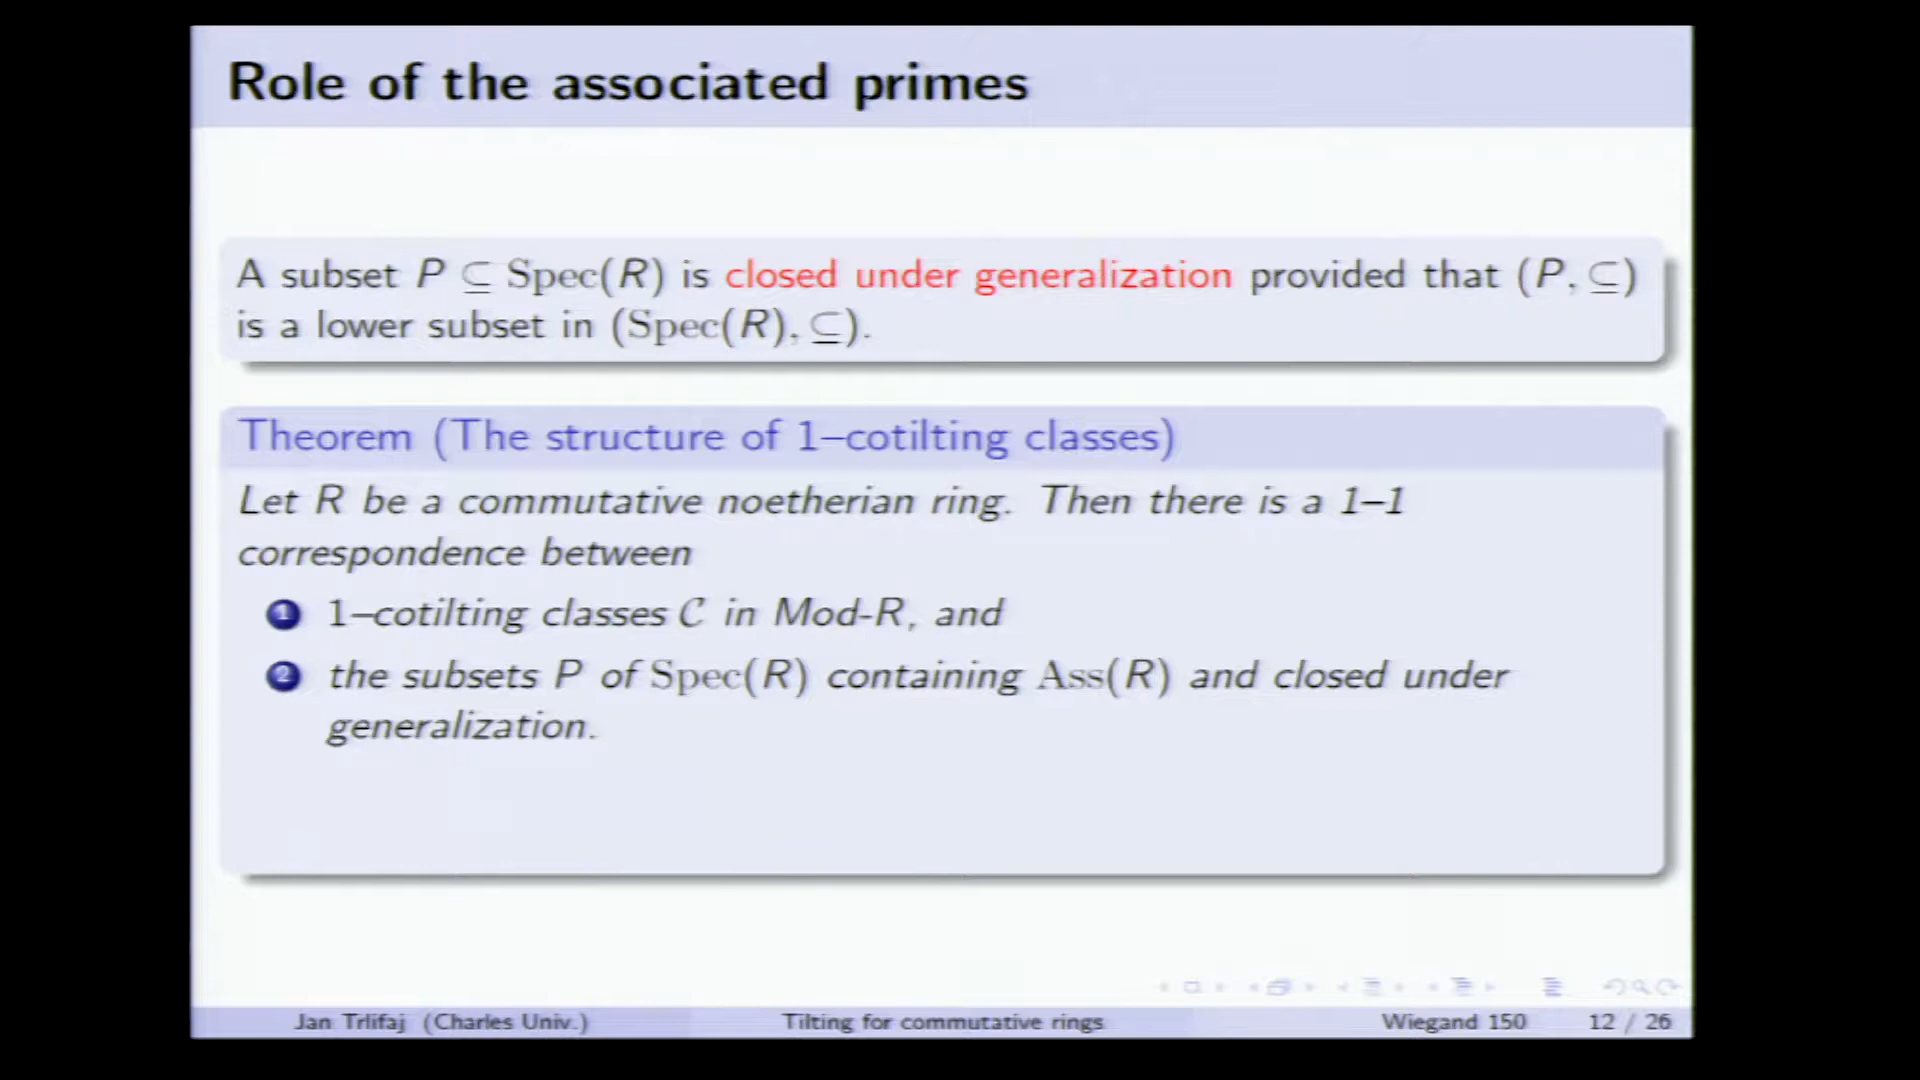 Role of the associated primes
A subset P ⊆ Spec(R) is closed under generalization provided that (P, ⊆)
is a lower subset in (Spec(R), ⊆).
Theorem (The structure of 1–cotilting classes)
Let R be a commutative noetherian ring. Then there is a 1–1
correspondence between
1 1–cotilting classes C in Mod-R, and
2 the subsets P of Spec(R) containing Ass(R) and closed under
generalization.
Jan Trlifaj (Charles Univ.) Tilting for commutative rings Wiegand 150 12 / 26